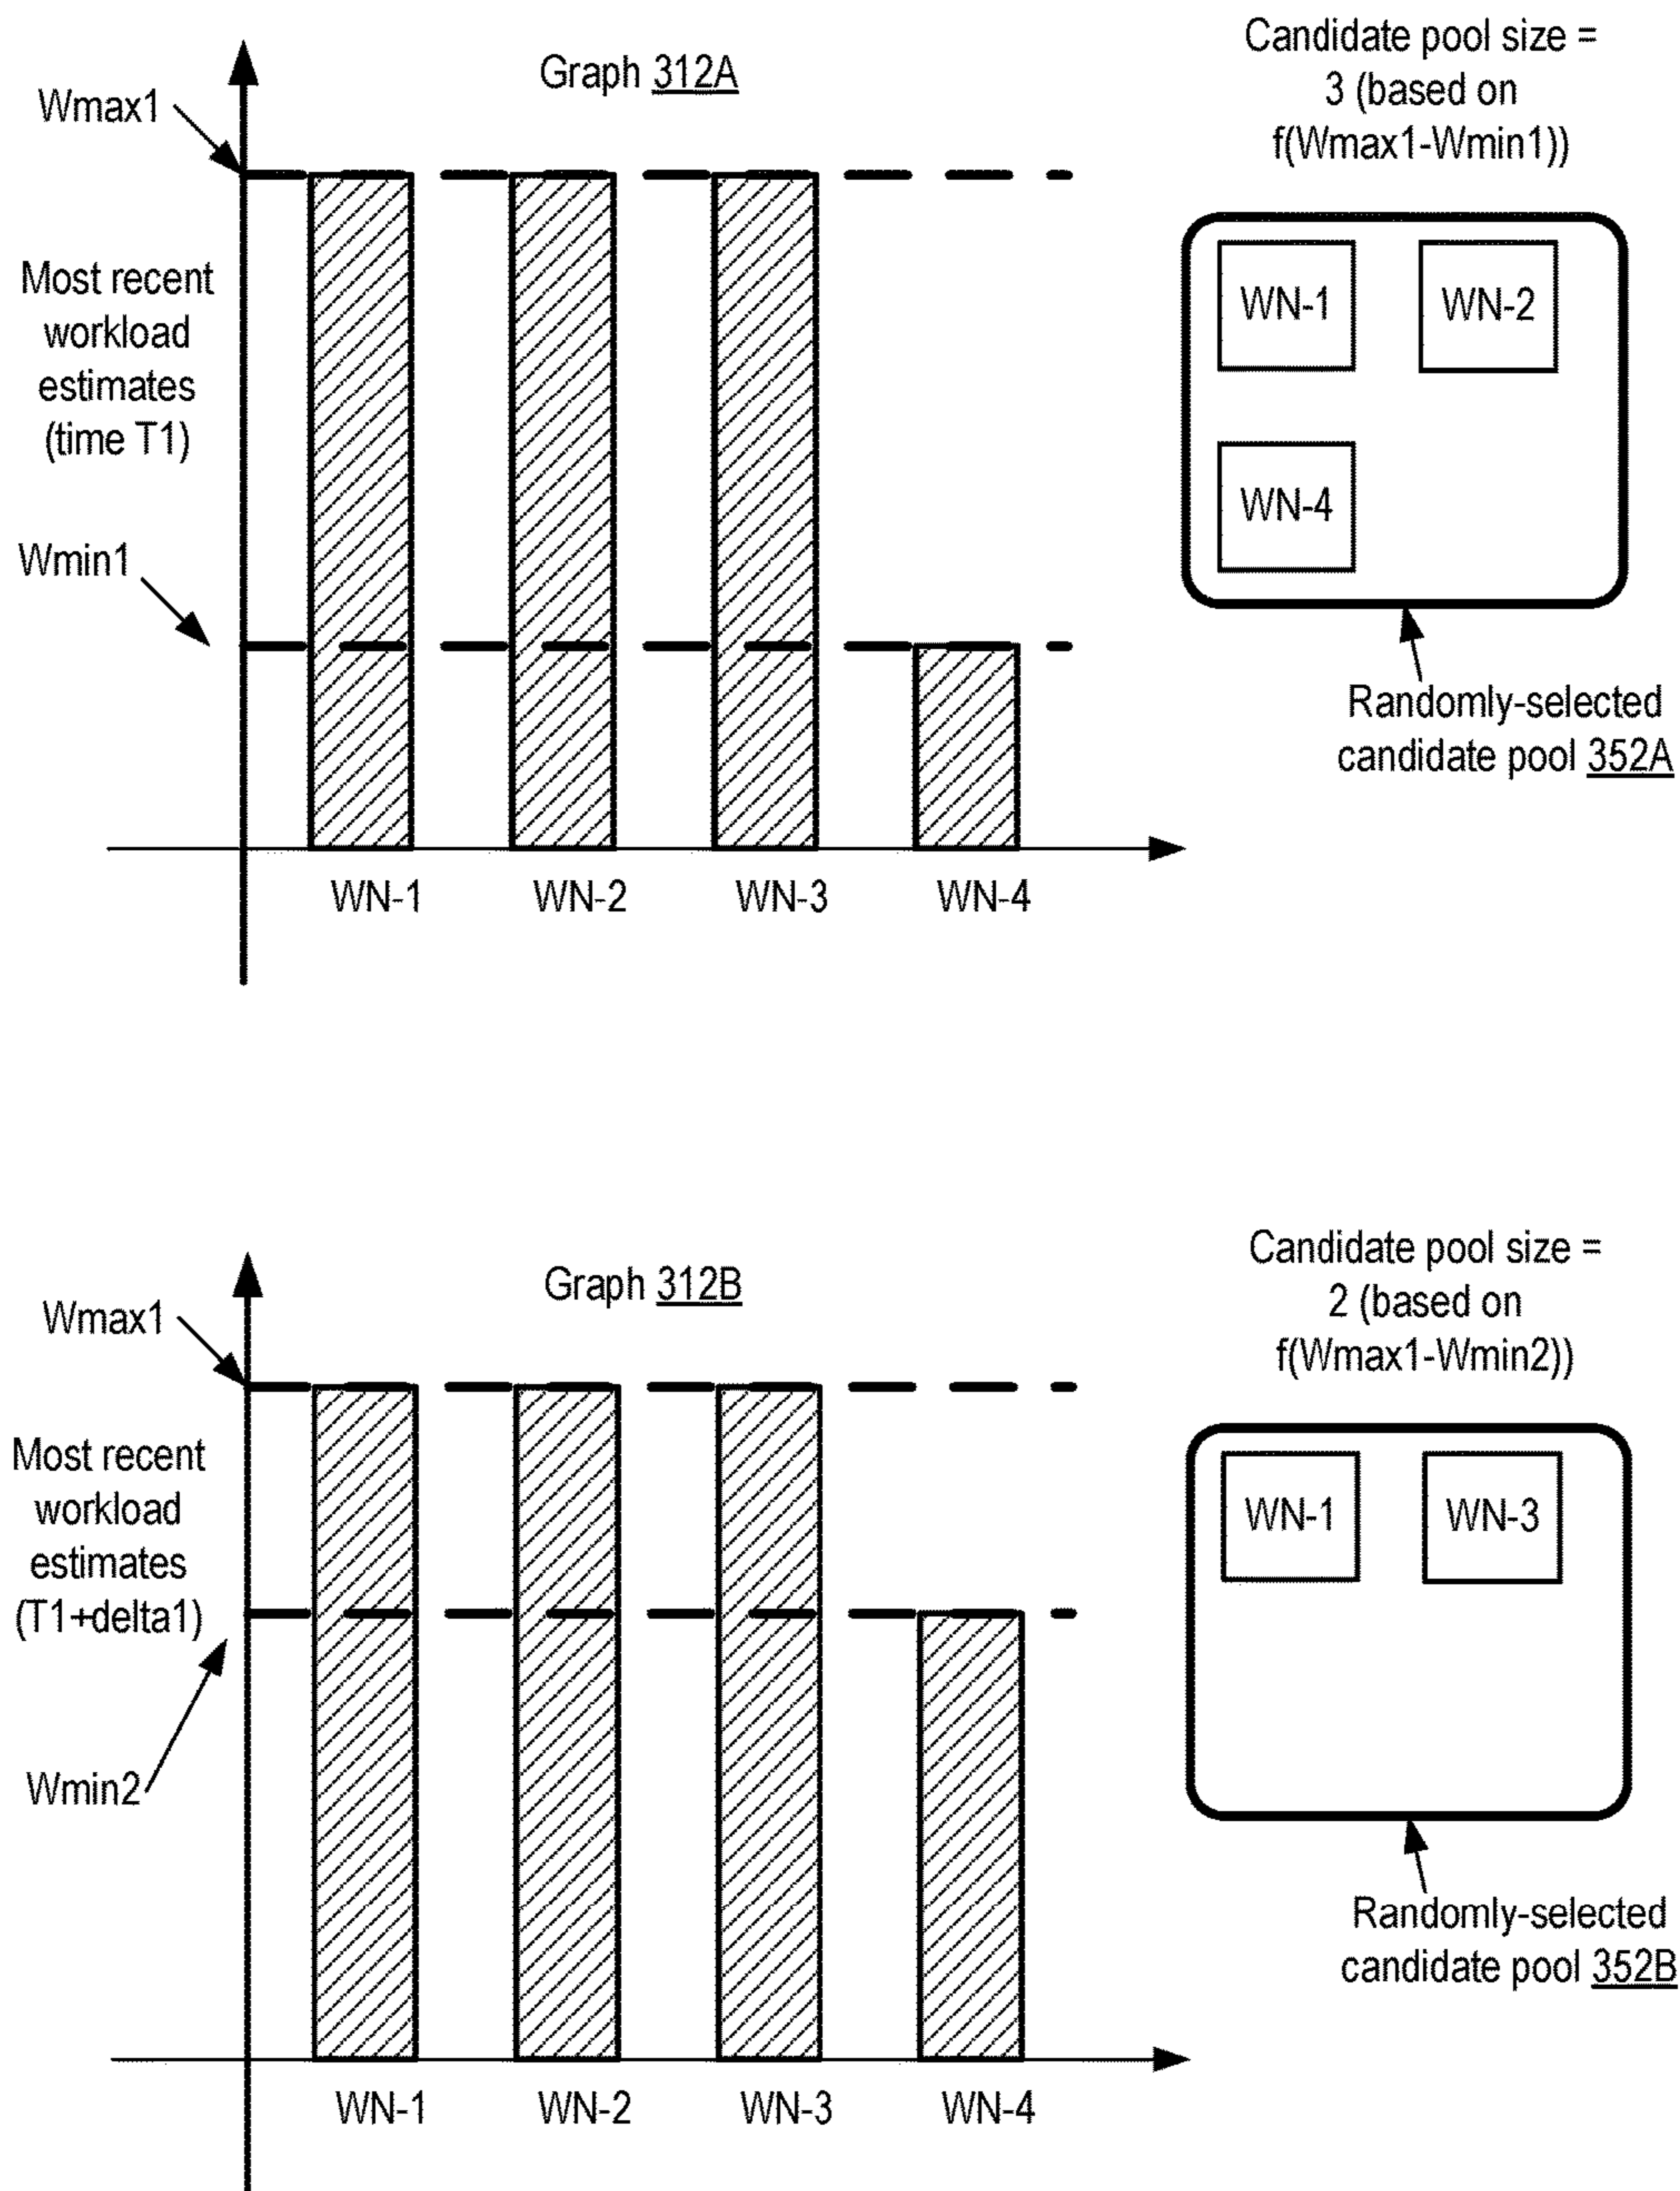 Graph 312A
Wmax1
Most recent
workload
estimates
(time T1)
Wmin1
WN-1
WN-2
WN-3
WN-4
Candidate pool size =
3 (based on
f(Wmax1-Wmin1))
WN-1
WN-2
WN-4
Randomly-selected
candidate pool 352A
Graph 312B
Wmax1
Most recent
workload
estimates
(T1+delta1)
Wmin2
WN-1
WN-2
WN-3
WN-4
Candidate pool size =
2 (based on
f(Wmax1-Wmin2))
WN-1
WN-3
Randomly-selected
candidate pool 352B